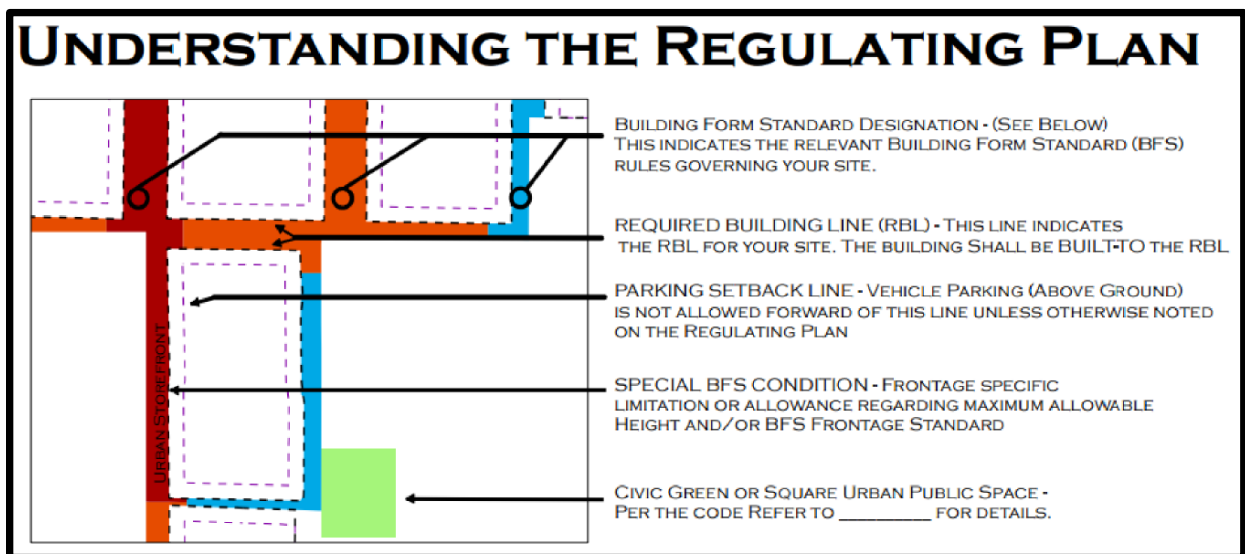 UNDERSTANDING THE REGULATING PLAN
BUILDING FORM STANDARD DESIGNATION - (SEE BELOW)
THIS INDICATES THE RELEVANT BUILDING FORM STANDARD (BFS)
RULES GOVERNING YOUR SITE.
REQUIRED BUILDING LINE (RBL) - THIS LINE INDICATES
THE RBL FOR YOUR SITE. THE BUILDING SHALL BE BUILT-TO THE RBL
PARKING SETBACK LINE - VEHICLE PARKING (ABOVE GROUND)
IS NOT ALLOWED FORWARD OF THIS LINE UNLESS OTHERWISE NOTED
ON THE REGULATING PLAN
URBAN STOREFRONT
SPECIAL BFS CONDITION - FRONTAGE SPECIFIC
LIMITATION OR ALLOWANCE REGARDING MAXIMUM ALLOWABLE
HEIGHT AND/OR BFS FRONTAGE STANDARD
CIVIC GREEN OR SQUARE URBAN PUBLIC SPACE -
PER THE CODE REFER TO _________ FOR DETAILS.